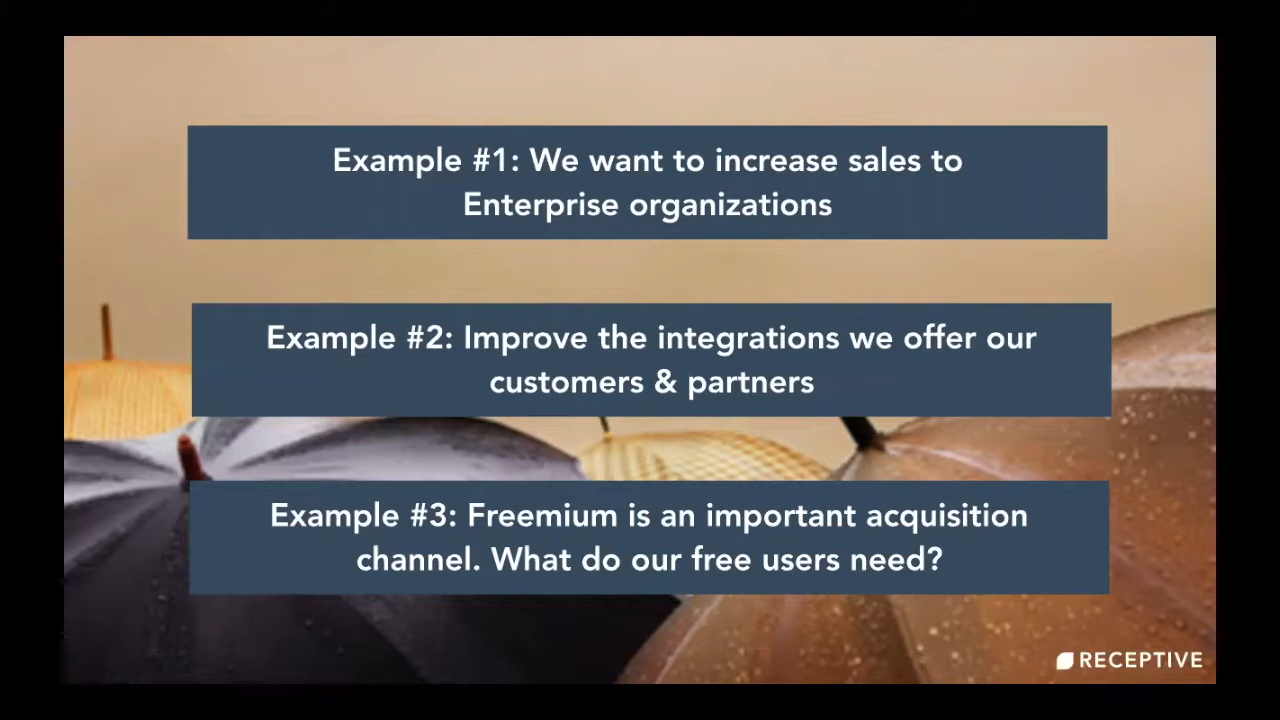 Example #1: We want to increase sales to
Enterprise organizations
Example #2: Improve the integrations we offer our
customers & partners
Example #3: Freemium is an important acquisition
channel. What do our free users need?
RECEPTIVE